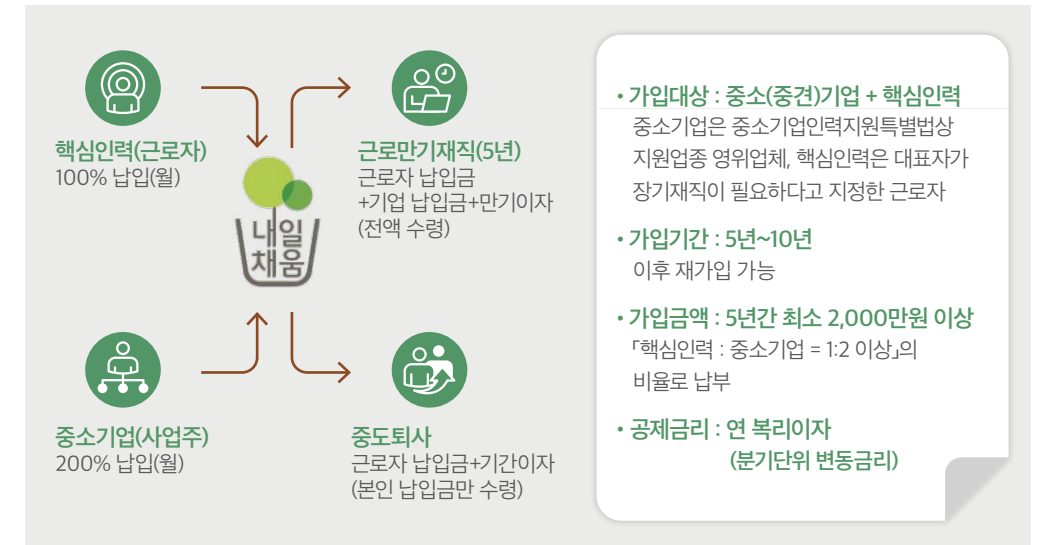 핵심인력(근로자)
100% 납입(월)
근로만기재직(5년)
근로자 납입금
+기업 납입금+만기이자
(전액 수령)
내일
채움
중소기업(사업주)
200% 납입(월)
중도퇴사
근로자 납입금+기간이자
(본인 납입금만 수령)
• 가입대상 : 중소(중견)기업 + 핵심인력
중소기업은 중소기업인력지원특별법상
지원업종 영위업체, 핵심인력은 대표자가
장기재직이 필요하다고 지정한 근로자
• 가입기간 : 5년~10년
이후 재가입 가능
• 가입금액 : 5년간 최소 2,000만원 이상
「핵심인력 : 중소기업 = 1:2 이상」의
비율로 납부
• 공제금리 : 연 복리이자
(분기단위 변동금리)